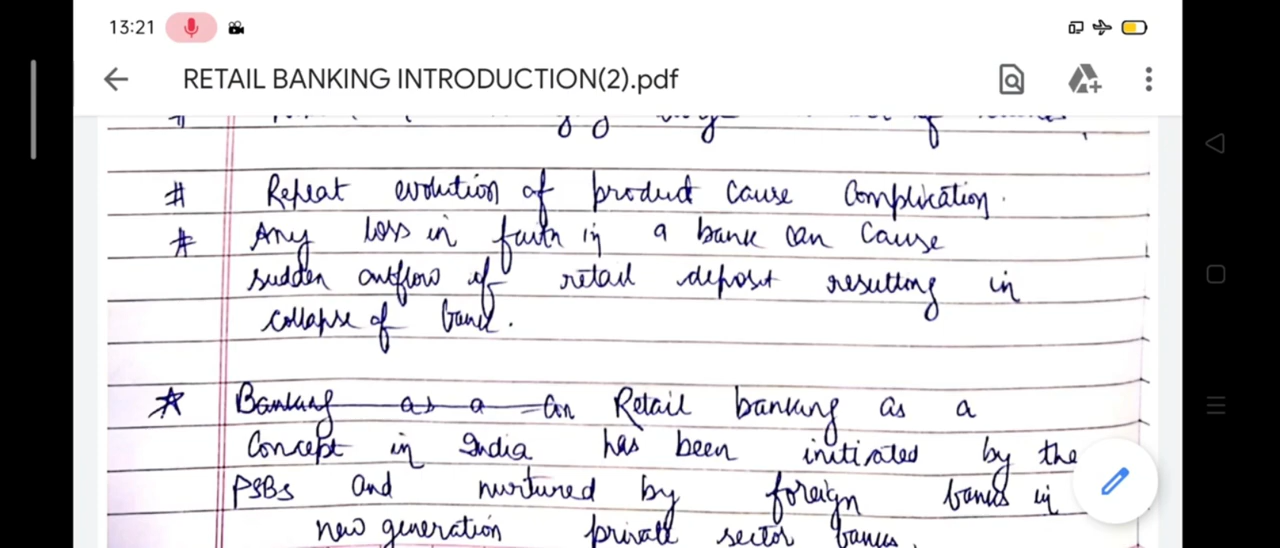 13:21
RETAIL BANKING INTRODUCTION(2).pdf
# Repeat evolution of product cause complication.
# Any loss in faith in a bank can cause
sudden outflow of retail deposit resulting in
collapse of bank.
☆ Banking as a an Retail banking as a
Concept in India has been initiated by the
PSBs and nurtured by foreign banks in
new generation private sector banks.